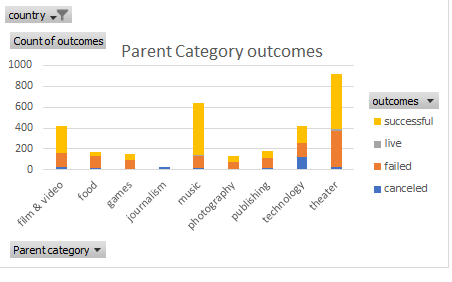 country
Count of outcomes
Parent Category outcomes
1000
800
600
400
200
0
film & video
food
games
journalism
music
photography
publishing
technology
theater
outcomes
successful
live
failed
canceled
Parent category